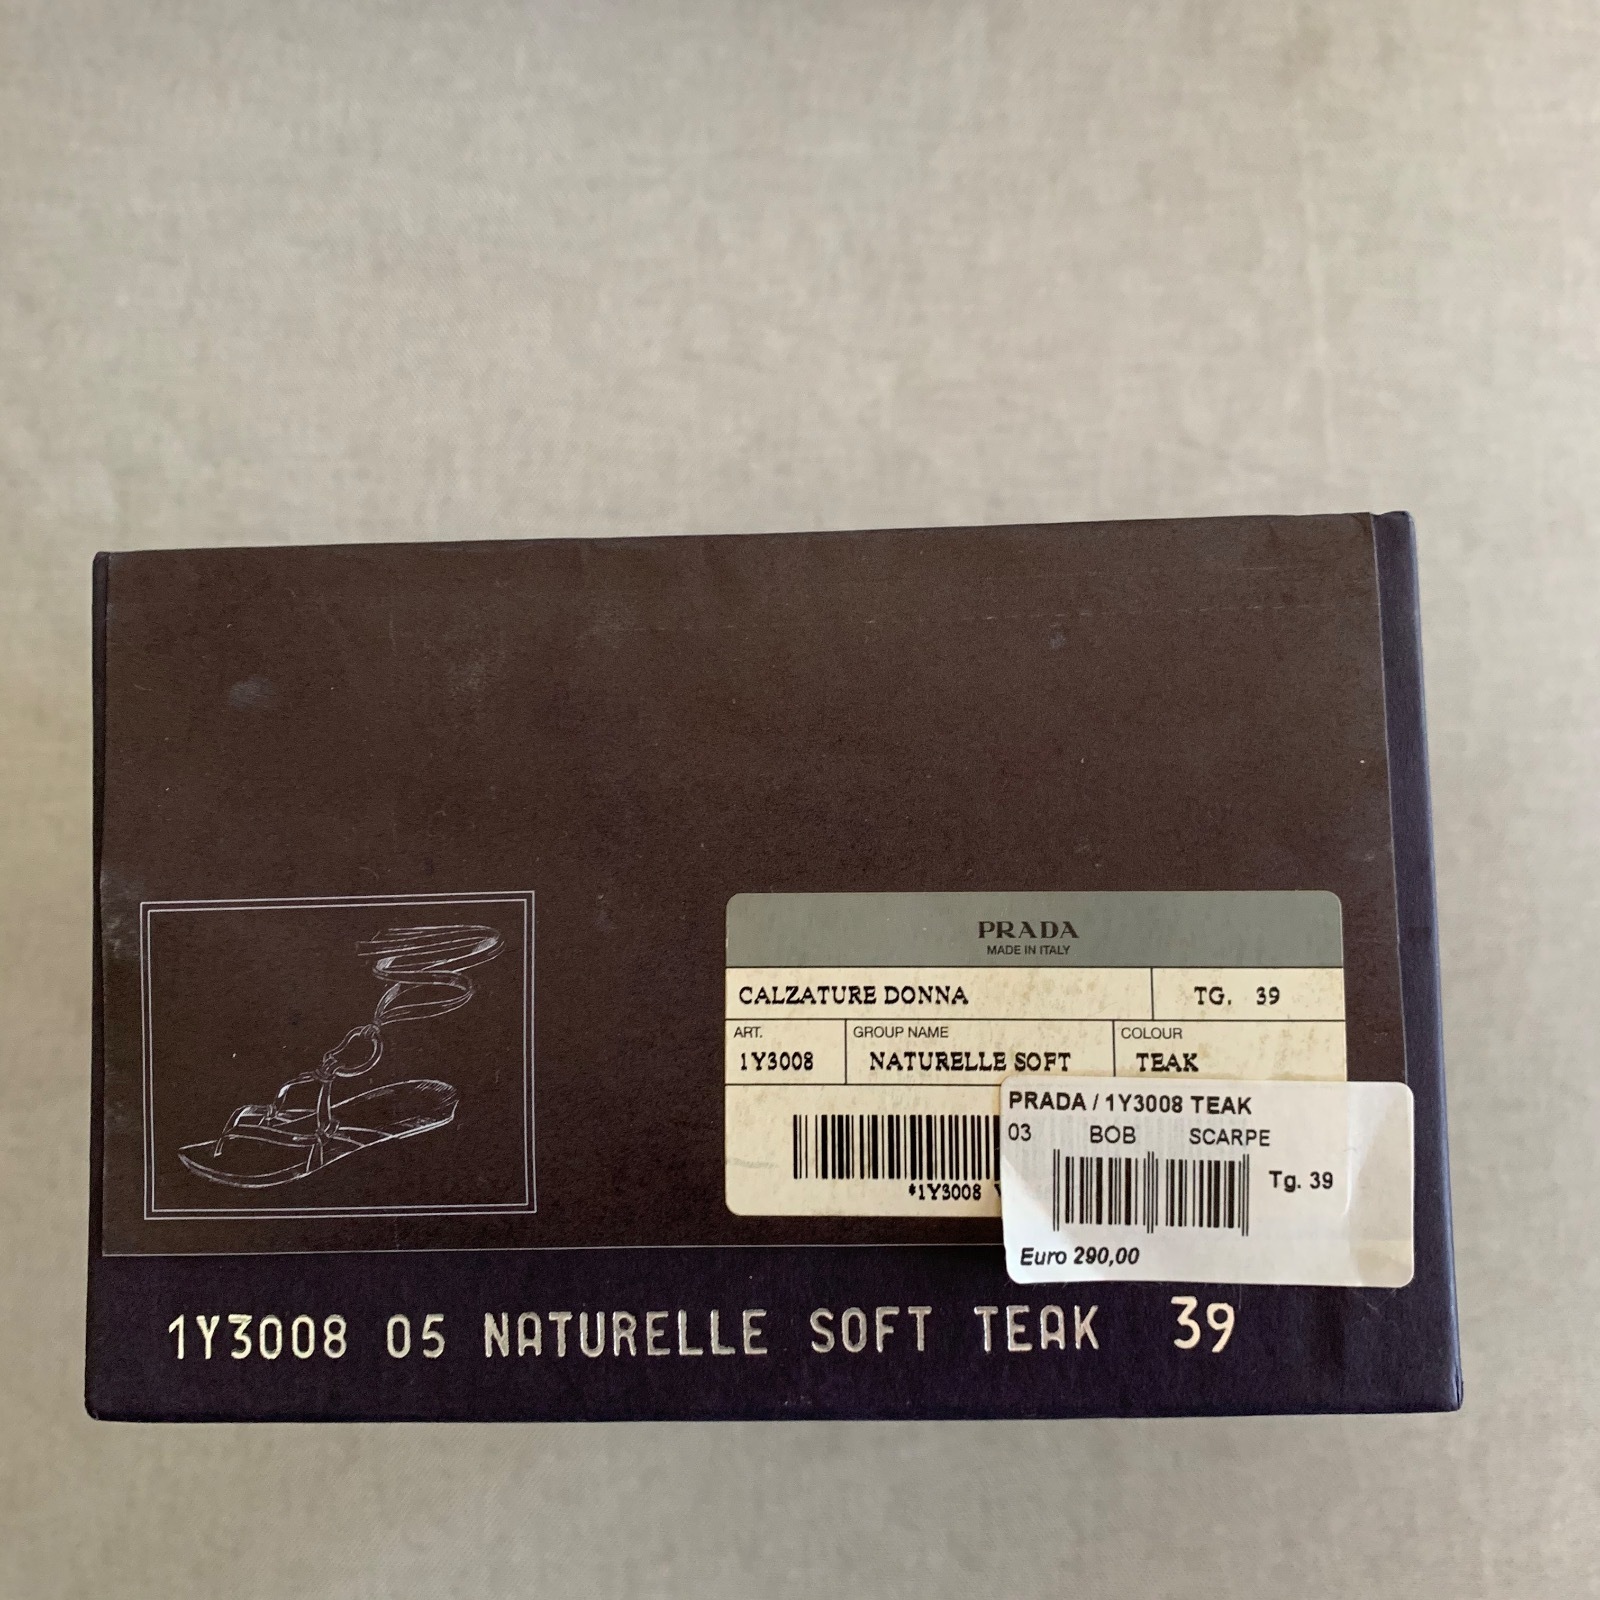 PRADA
MADE IN ITALY
CALZATURE DONNA TG. 39
ART. GROUP NAME COLOUR
1Y3008 NATURELLE SOFT TEAK
*1Y3008
PRADA / 1Y3008 TEAK
03 BOB SCARPE
Tg. 39
Euro 290,00
1Y3008 05 NATURELLE SOFT TEAK 39